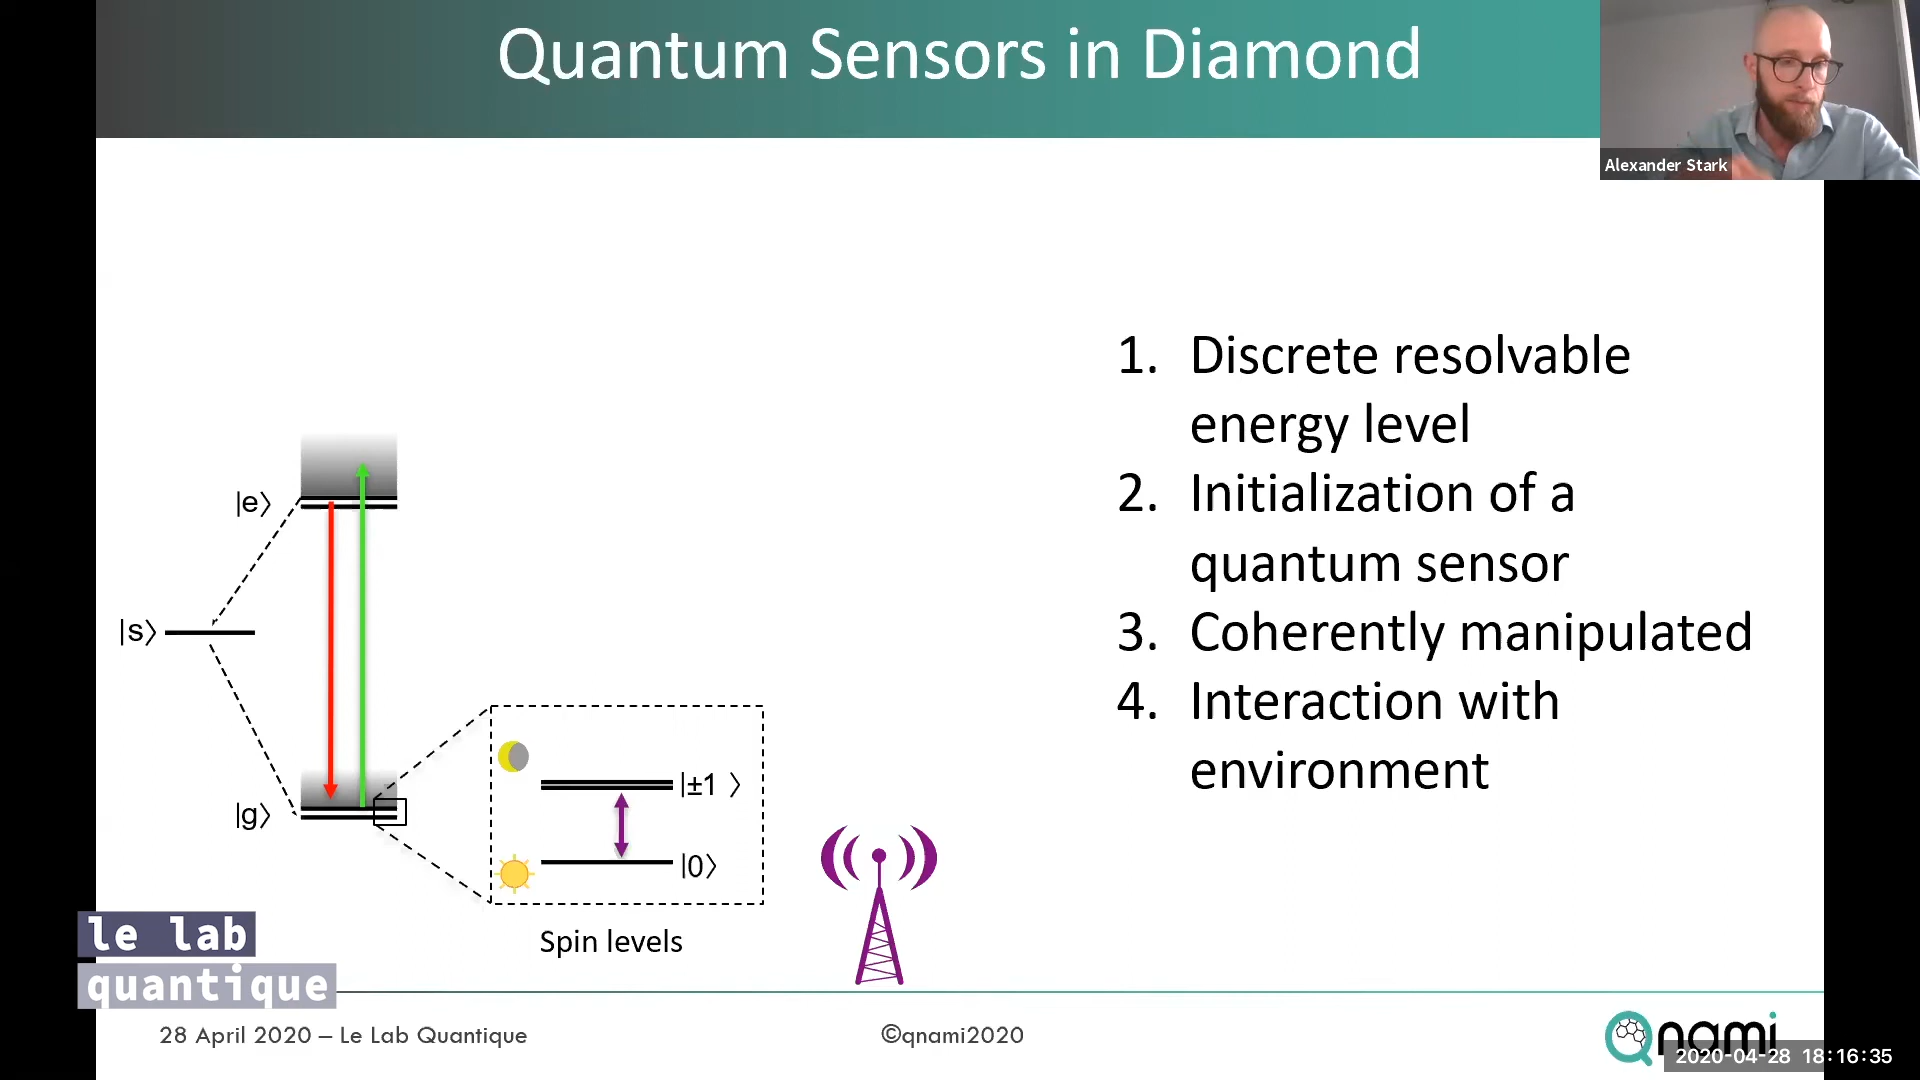 Quantum Sensors in Diamond
Alexander Stark
1. Discrete resolvable
energy level
2. Initialization of a
quantum sensor
3. Coherently manipulated
4. Interaction with
environment
|e⟩
|s⟩
|g⟩
|±1 ⟩
|0⟩
Spin levels
le lab
quantique
28 April 2020 – Le Lab Quantique
©qnami2020
Qnami
2020-04-28 18:16:35